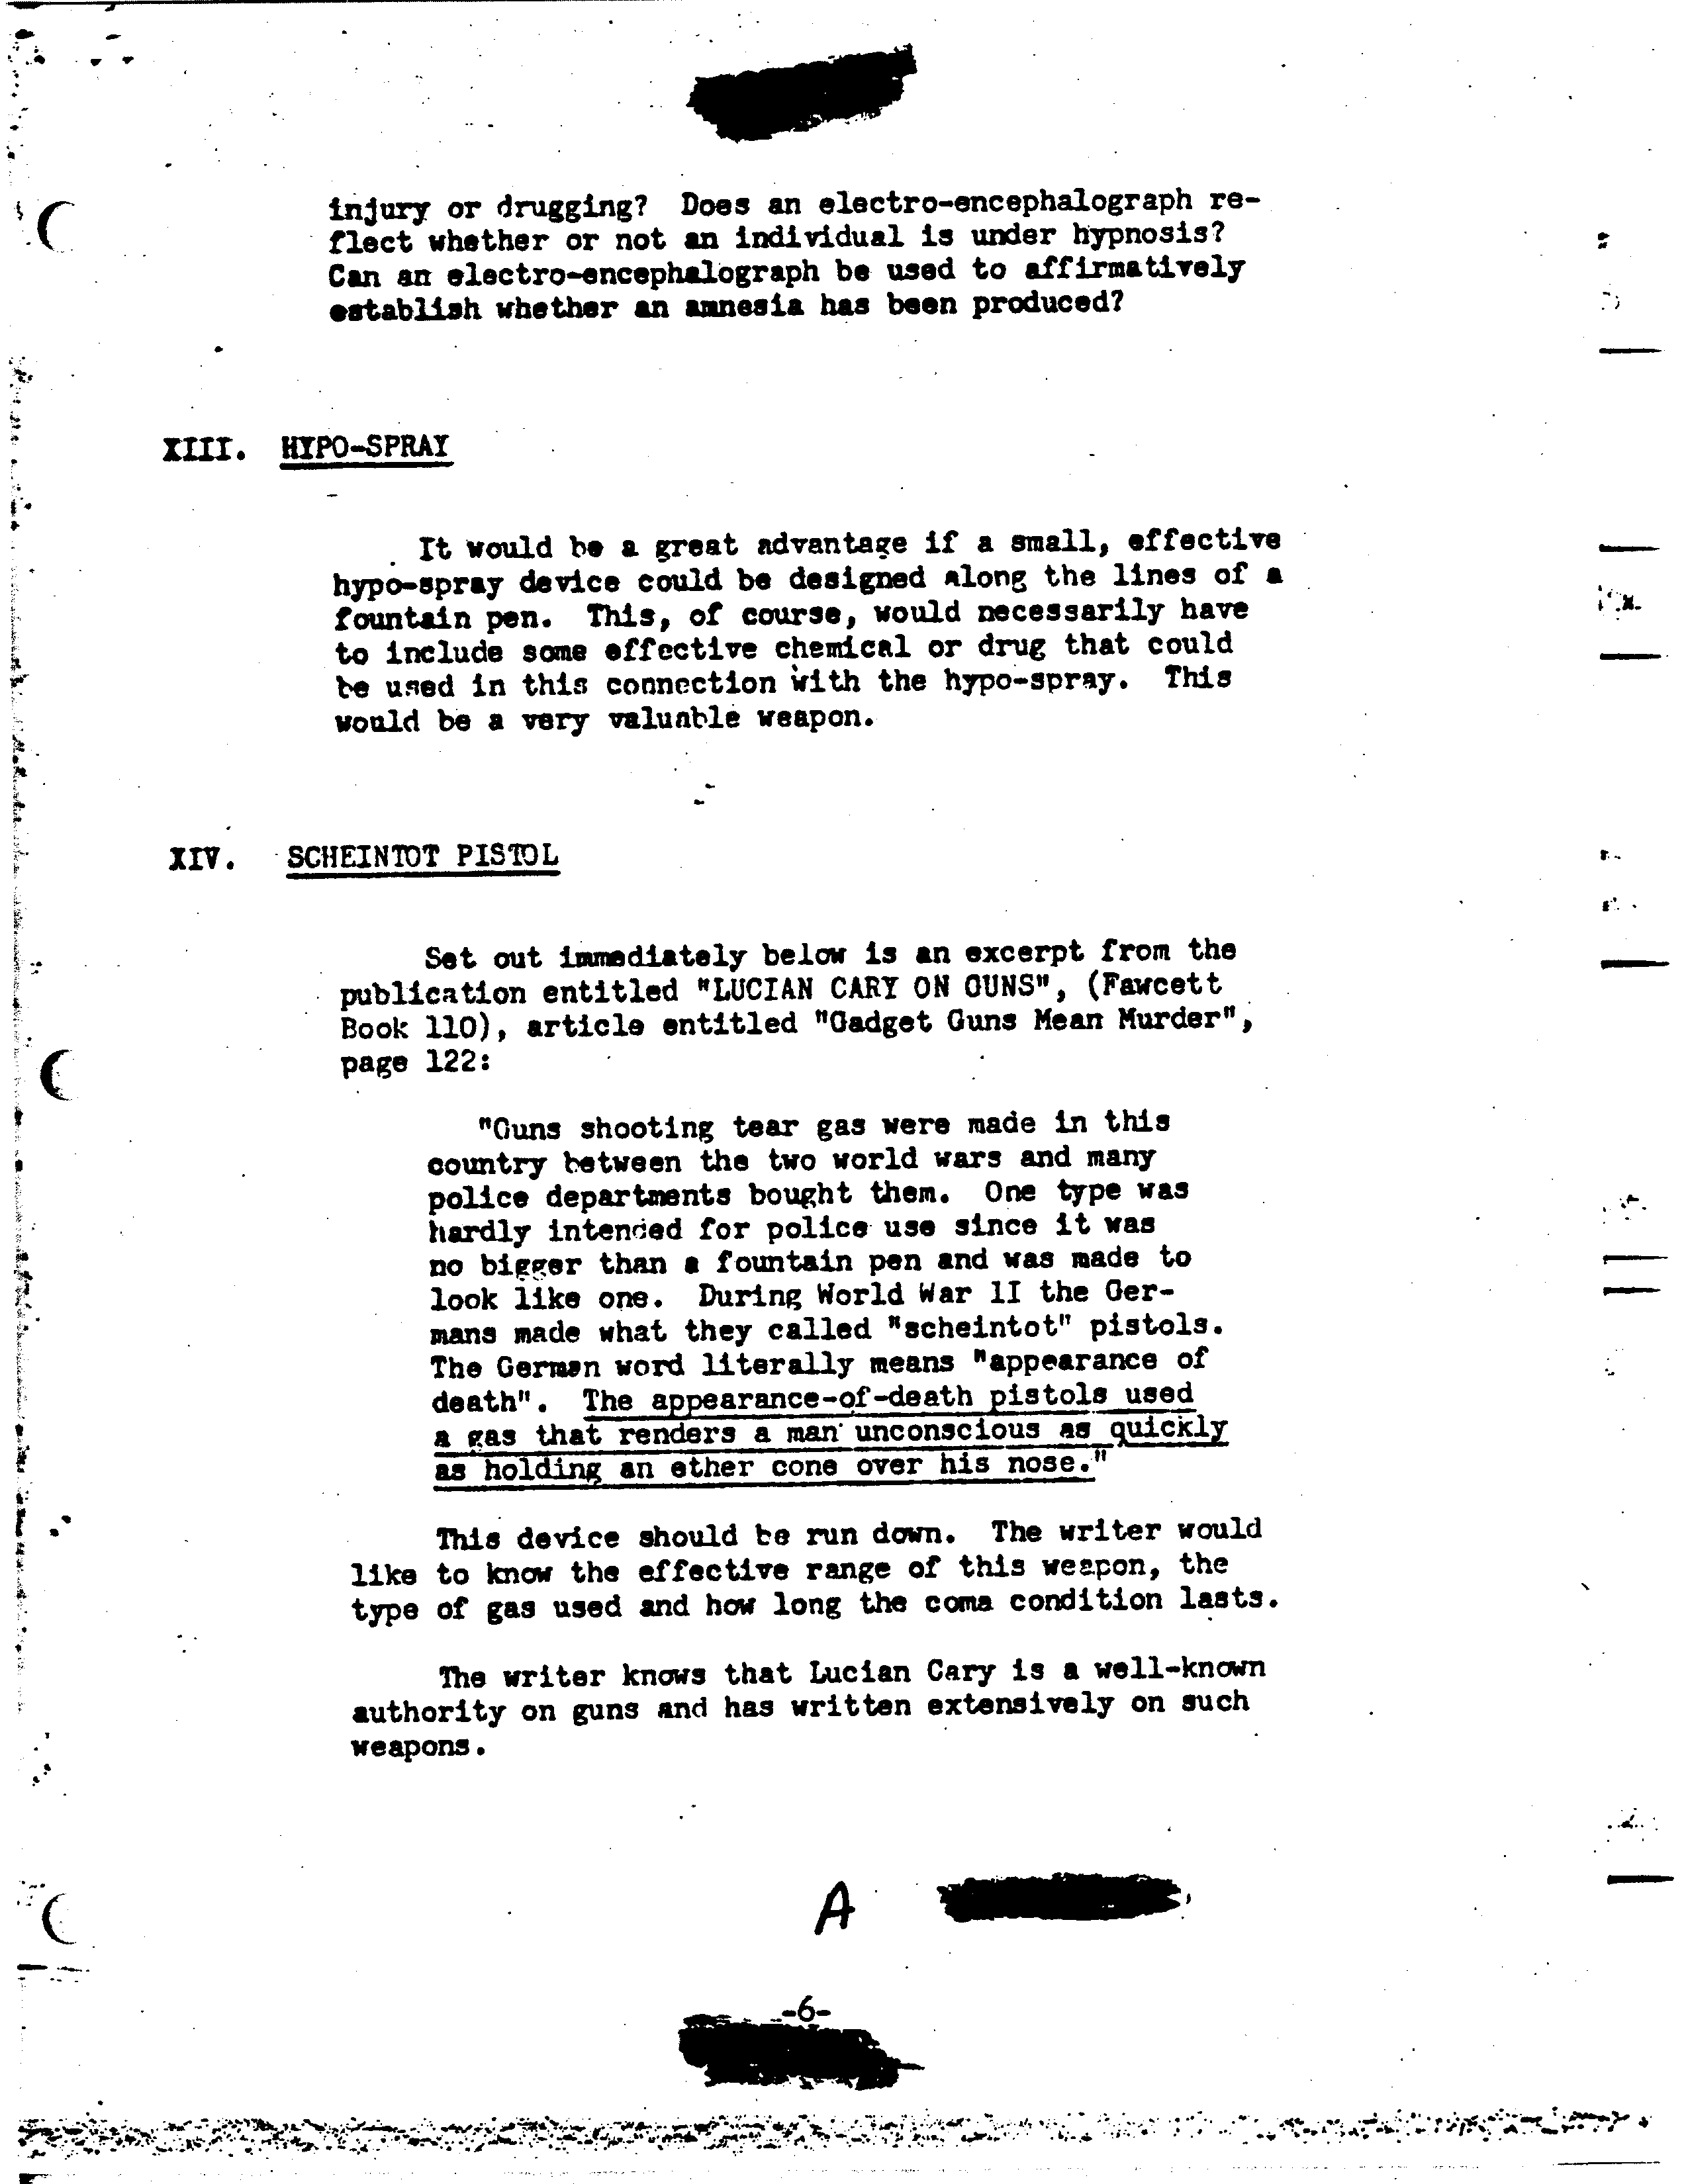 injury or drugging? Does an electro-encephalograph re-
flect whether or not an individual is under hypnosis?
Can an electro-encephalograph be used to affirmatively
establish whether an amnesia has been produced?
XIII. HYPO-SPRAY
It would be a great advantage if a small, effective
hypo-spray device could be designed along the lines of a
fountain pen. This, of course, would necessarily have
to include some effective chemical or drug that could
be used in this connection with the hypo-spray. This
would be a very valuable weapon.
XIV. SCHEINTOT PISTOL
Set out immediately below is an excerpt from the
publication entitled "LUCIAN CARY ON GUNS", (Fawcett
Book 110), article entitled "Gadget Guns Mean Murder",
page 122:
"Guns shooting tear gas were made in this
country between the two world wars and many
police departments bought them. One type was
hardly intended for police use since it was
no bigger than a fountain pen and was made to
look like one. During World War II the Ger-
mans made what they called "scheintot" pistols.
The German word literally means "appearance of
death". The appearance-of-death pistols used
a gas that renders a man unconscious as quickly
as holding an ether cone over his nose."
This device should be run down. The writer would
like to know the effective range of this weapon, the
type of gas used and how long the coma condition lasts.
The writer knows that Lucian Cary is a well-known
authority on guns and has written extensively on such
weapons.
A
-6-